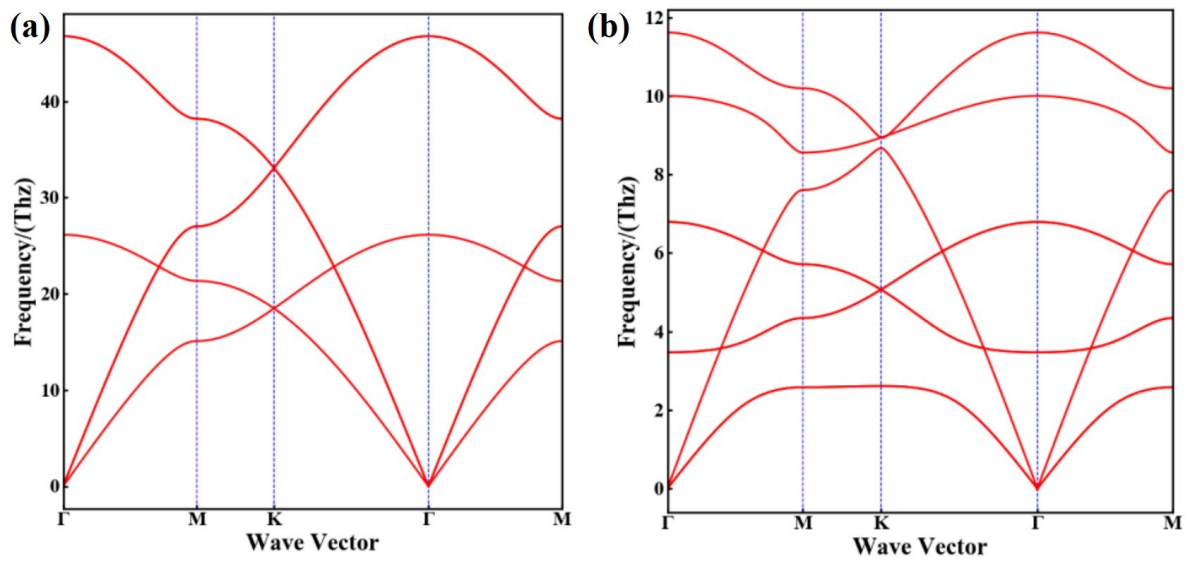 (a)
Frequency/(Thz)
40
30
20
10
0
Γ M K Γ M
Wave Vector
(b)
Frequency/(Thz)
12
10
8
6
4
2
0
Γ M K Γ M
Wave Vector